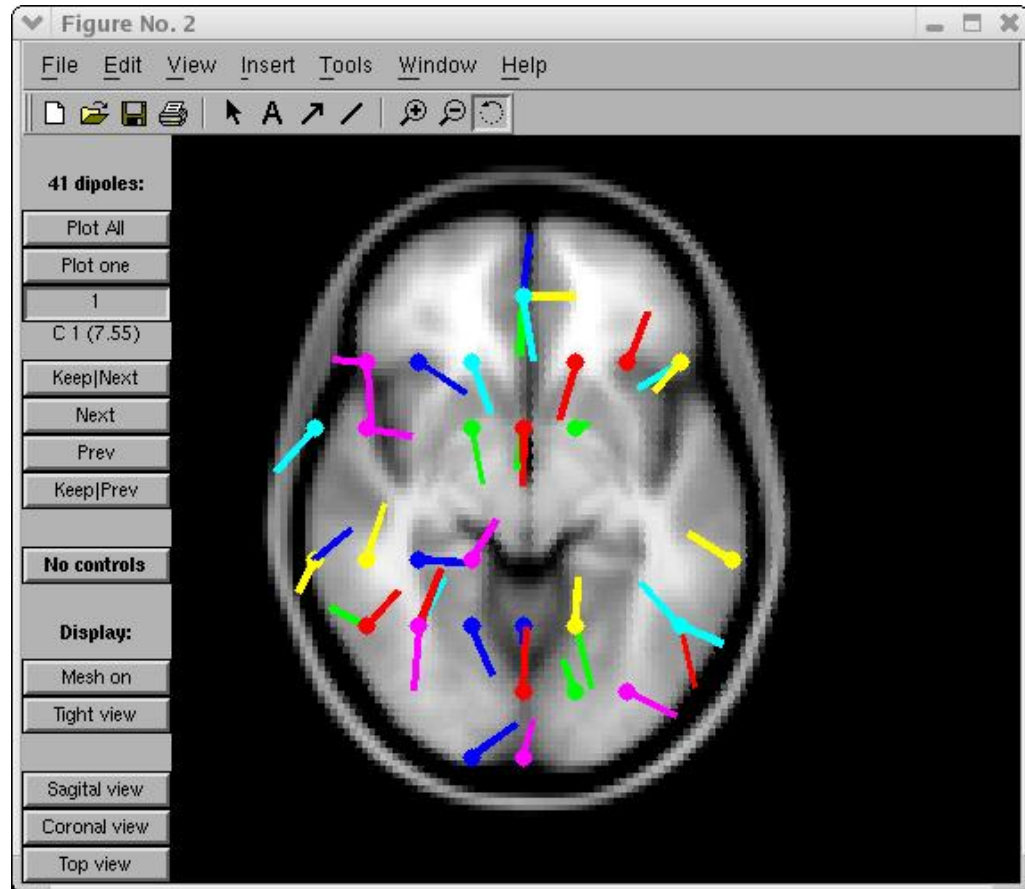 Figure No. 2
File Edit View Insert Tools Window Help
A
41 dipoles:
Plot All
Plot one
1
C 1 (7.55)
Keep|Next
Next
Prev
Keep|Prev
No controls
Display:
Mesh on
Tight view
Sagital view
Coronal view
Top view